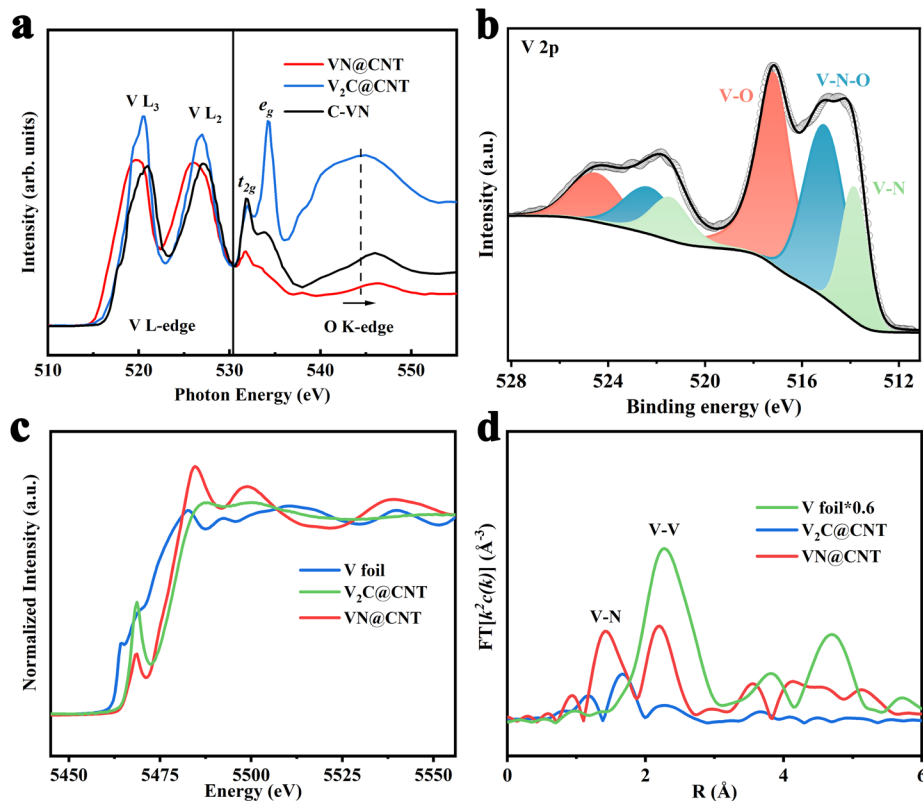 a
VN@CNT
V₂C@CNT
C-VN
V L₃
V L₂
e_g
t_2g
V L-edge
O K-edge
Intensity (arb. units)
510 520 530 540 550
Photon Energy (eV)
b
V 2p
V-O
V-N-O
V-N
Intensity (a.u.)
528 524 520 516 512
Binding energy (eV)
c
V foil
V₂C@CNT
VN@CNT
Normalized Intensity (a.u.)
5450 5475 5500 5525 5550
Energy (eV)
d
V foil*0.6
V₂C@CNT
VN@CNT
V-V
V-N
FT[k²c(k)] (Å⁻³)
0 2 4 6
R (Å)